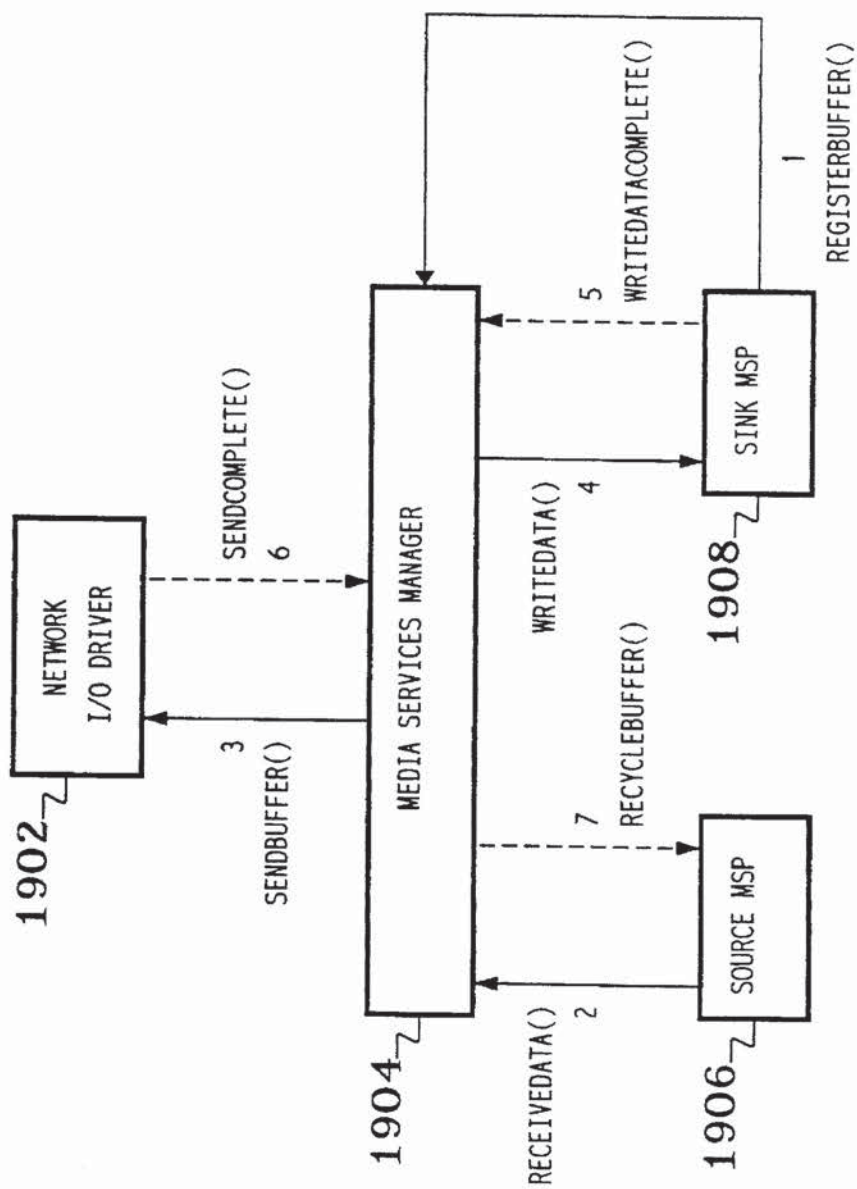 1902
NETWORK
I/O DRIVER
3
SENDBUFFER()
SENDCOMPLETE()
6
1904
MEDIA SERVICES MANAGER
RECEIVEDATA()
2
7
RECYCLEBUFFER()
WRITEDATA()
4
5
WRITEDATACOMPLETE()
1906
SOURCE MSP
1908
SINK MSP
1
REGISTERBUFFER()